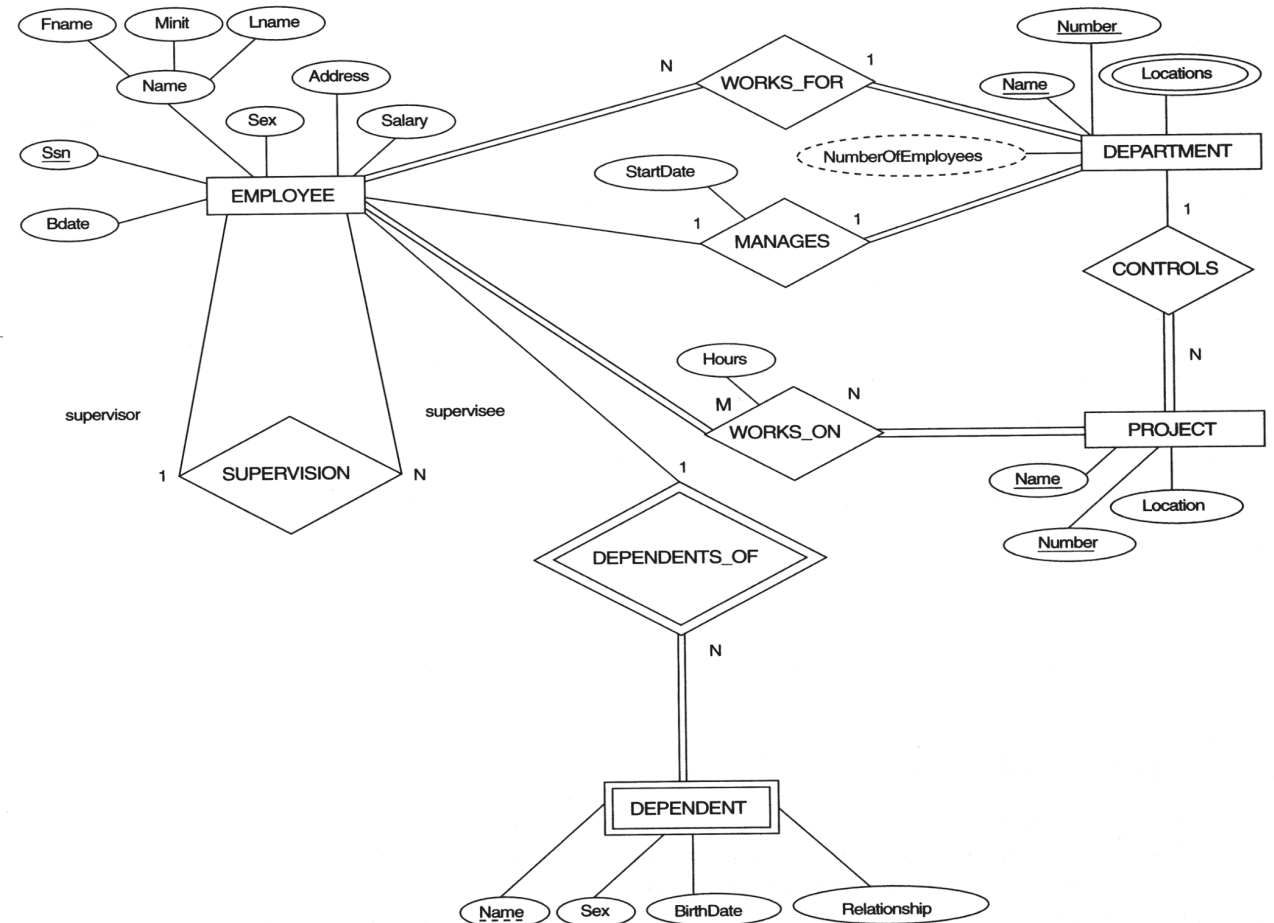 Fname
Minit
Lname
Name
Address
Sex
Salary
Ssn
Bdate
EMPLOYEE
N
WORKS_FOR
1
Number
Name
Locations
NumberOfEmployees
DEPARTMENT
StartDate
1
MANAGES
1
1
CONTROLS
N
supervisor
supervisee
1
SUPERVISION
N
Hours
M
WORKS_ON
N
PROJECT
Name
Location
Number
1
DEPENDENTS_OF
N
DEPENDENT
Name
Sex
BirthDate
Relationship